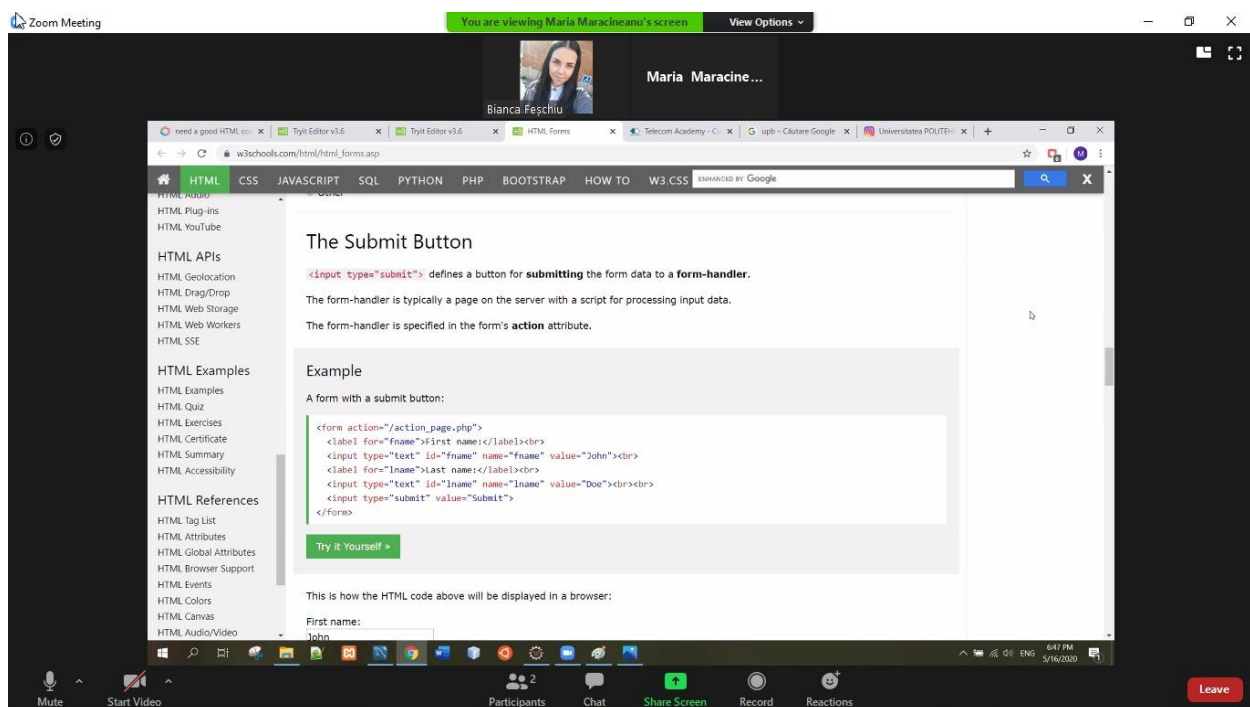 Zoom Meeting
You are viewing Maria Maracineanu's screen View Options
Bianca Feșchiu
Maria Maracine...
need a good HTML co Tryit Editor v3.6 Tryit Editor v3.6 HTML Forms Telecom Academy - Cu upb - Căutare Google Universitatea POLITEH
w3schools.com/html/html_forms.asp
M
HTML CSS JAVASCRIPT SQL PYTHON PHP BOOTSTRAP HOW TO W3.CSS ENHANCED BY Google X
HTML Audio
HTML Plug-ins
HTML YouTube
HTML APIs
HTML Geolocation
HTML Drag/Drop
HTML Web Storage
HTML Web Workers
HTML SSE
HTML Examples
HTML Examples
HTML Quiz
HTML Exercises
HTML Certificate
HTML Summary
HTML Accessibility
HTML References
HTML Tag List
HTML Attributes
HTML Global Attributes
HTML Browser Support
HTML Events
HTML Colors
HTML Canvas
HTML Audio/Video
Other
The Submit Button
<input type="submit"> defines a button for submitting the form data to a form-handler.
The form-handler is typically a page on the server with a script for processing input data.
The form-handler is specified in the form's action attribute.
Example
A form with a submit button:
<form action="/action_page.php">
<label for="fname">First name:</label><br>
<input type="text" id="fname" name="fname" value="John"><br>
<label for="lname">Last name:</label><br>
<input type="text" id="lname" name="lname" value="Doe"><br><br>
<input type="submit" value="Submit">
</form>
Try it Yourself »
This is how the HTML code above will be displayed in a browser:
First name:
John
ENG 6:47 PM
5/16/2020
Mute Start Video Participants 2 Chat Share Screen Record Reactions Leave